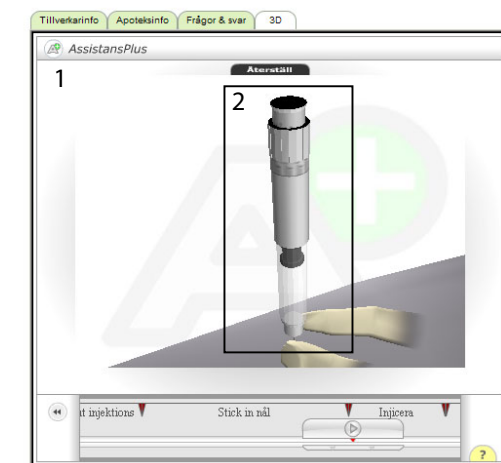 Tillverkarinfo Apoteksinfo Frågor & svar 3D
AssistansPlus
Återställ
1
2
t injektions Stick in nål Injicera
?